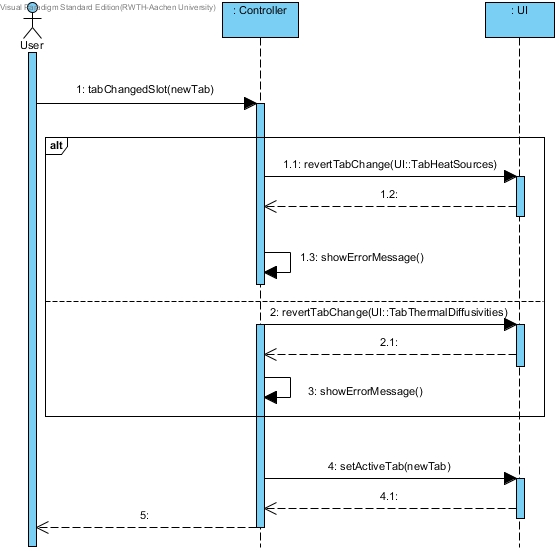 Visual Paradigm Standard Edition(RWTH-Aachen University)
: Controller
: UI
User
1: tabChangedSlot(newTab)
alt
1.1: revertTabChange(UI::TabHeatSources)
1.2:
1.3: showErrorMessage()
2: revertTabChange(UI::TabThermalDiffusivities)
2.1:
3: showErrorMessage()
4: setActiveTab(newTab)
4.1:
5: